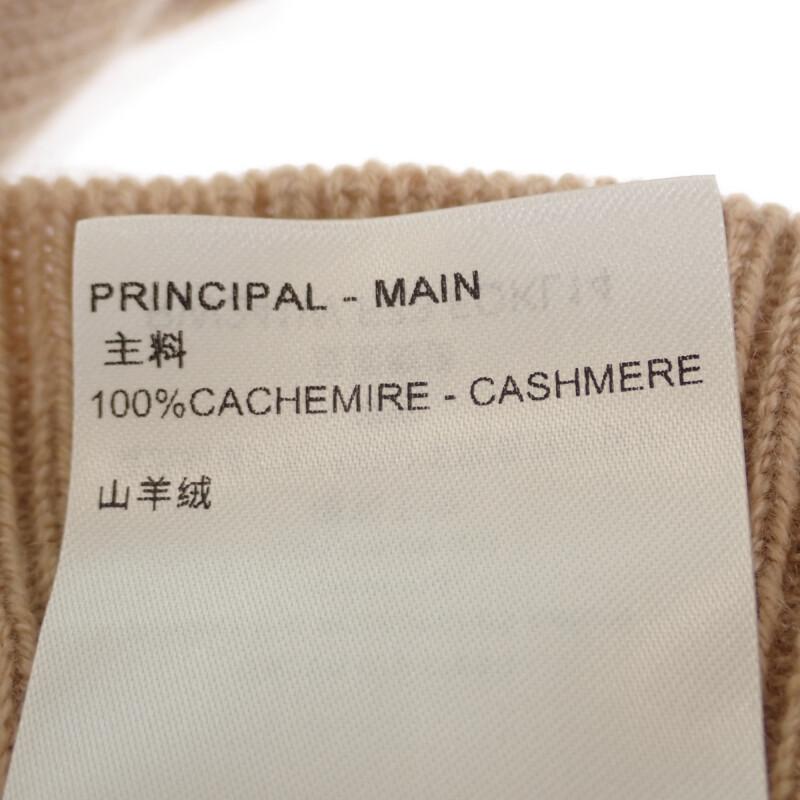 PRINCIPAL - MAIN
主料
100%CACHEMIRE - CASHMERE
山羊绒